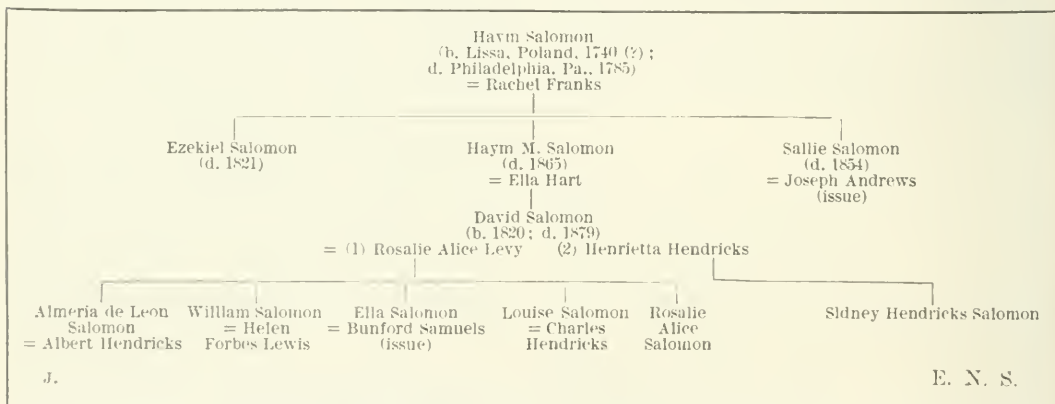 Haym Salomon
(b. Lissa, Poland, 1740 (?);
d. Philadelphia, Pa., 1785)
= Rachel Franks
Ezekiel Salomon
(d. 1821)
Haym M. Salomon
(d. 1865)
= Ella Hart
Sallie Salomon
(d. 1854)
= Joseph Andrews
(issue)
David Salomon
(b. 1820; d. 1879)
= (1) Rosalie Alice Levy (2) Henrietta Hendricks
Almeria de Leon
Salomon
= Albert Hendricks
William Salomon
= Helen
Forbes Lewis
Ella Salomon
= Bunford Samuels
(issue)
Louise Salomon
= Charles
Hendricks
Rosalie
Alice
Salomon
Sidney Hendricks Salomon
J.
E. N. S.